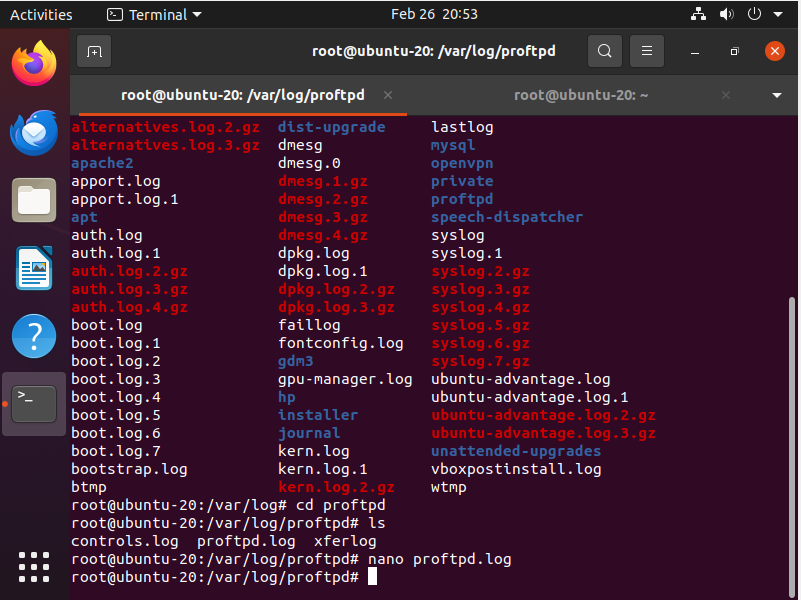 Activities Terminal Feb 26 20:53
root@ubuntu-20: /var/log/proftpd
root@ubuntu-20: /var/log/proftpd root@ubuntu-20: ~
alternatives.log.2.gz dist-upgrade lastlog
alternatives.log.3.gz dmesg mysql
apache2 dmesg.0 openvpn
apport.log dmesg.1.gz private
apport.log.1 dmesg.2.gz proftpd
apt dmesg.3.gz speech-dispatcher
auth.log dmesg.4.gz syslog
auth.log.1 dpkg.log syslog.1
auth.log.2.gz dpkg.log.1 syslog.2.gz
auth.log.3.gz dpkg.log.2.gz syslog.3.gz
auth.log.4.gz dpkg.log.3.gz syslog.4.gz
boot.log faillog syslog.5.gz
boot.log.1 fontconfig.log syslog.6.gz
boot.log.2 gdm3 syslog.7.gz
boot.log.3 gpu-manager.log ubuntu-advantage.log
boot.log.4 hp ubuntu-advantage.log.1
boot.log.5 installer ubuntu-advantage.log.2.gz
boot.log.6 journal ubuntu-advantage.log.3.gz
boot.log.7 kern.log unattended-upgrades
bootstrap.log kern.log.1 vboxpostinstall.log
btmp kern.log.2.gz wtmp
root@ubuntu-20:/var/log# cd proftpd
root@ubuntu-20:/var/log/proftpd# ls
controls.log proftpd.log xferlog
root@ubuntu-20:/var/log/proftpd# nano proftpd.log
root@ubuntu-20:/var/log/proftpd#